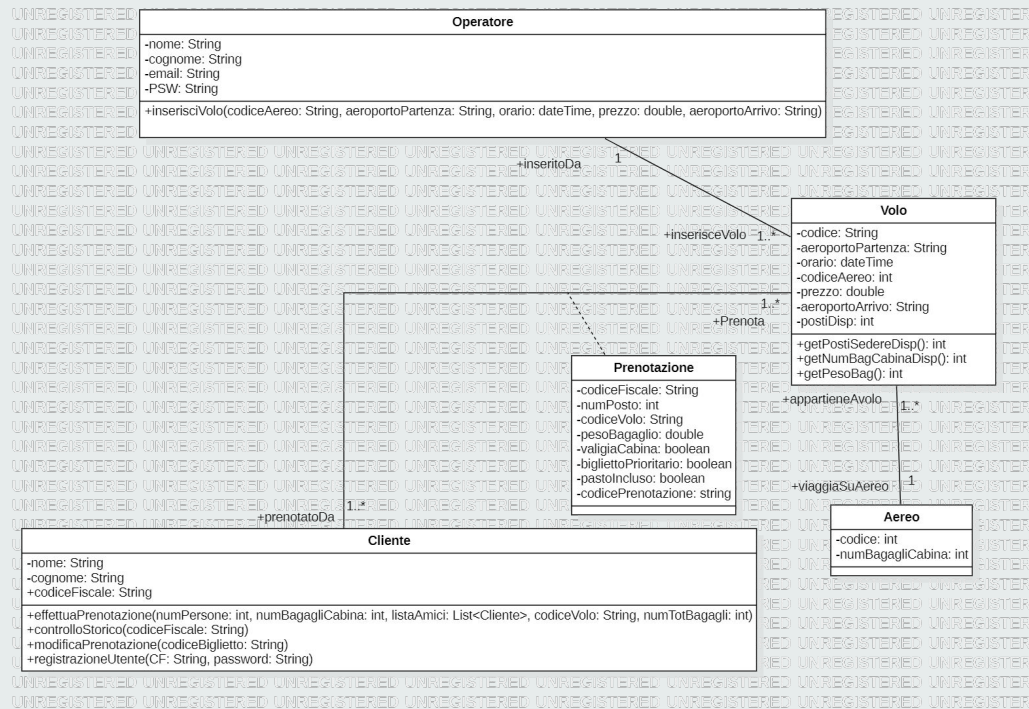 Operatore
-nome: String
-cognome: String
-email: String
-PSW: String
+inserisciVolo(codiceAereo: String, aeroportoPartenza: String, orario: dateTime, prezzo: double, aeroportoArrivo: String)
1
+inseritoDa
Volo
+inserisceVolo 1..*
-codice: String
-aeroportoPartenza: String
-orario: dateTime
-codiceAereo: int
-prezzo: double
-aeroportoArrivo: String
-postiDisp: int
+getPostiSedereDisp(): int
+getNumBagCabinaDisp(): int
+getPesoBag(): int
1..*
+Prenota
Prenotazione
-codiceFiscale: String
-numPosto: int
-codiceVolo: String
-pesoBagaglio: double
-valigiaCabina: boolean
-bigliettoPrioritario: boolean
-pastoIncluso: boolean
-codicePrenotazione: string
+appartieneAvolo
1..*
1
+viaggiaSuAereo
Aereo
-codice: int
-numBagagliCabina: int
1..*
+prenotatoDa
Cliente
-nome: String
-cognome: String
+codiceFiscale: String
+effettuaPrenotazione(numPersone: int, numBagagliCabina: int, listaAmici: List<Cliente>, codiceVolo: String, numTotBagagli: int)
+controlloStorico(codiceFiscale: String)
+modificaPrenotazione(codiceBiglietto: String)
+registrazioneUtente(CF: String, password: String)
UNREGISTERED